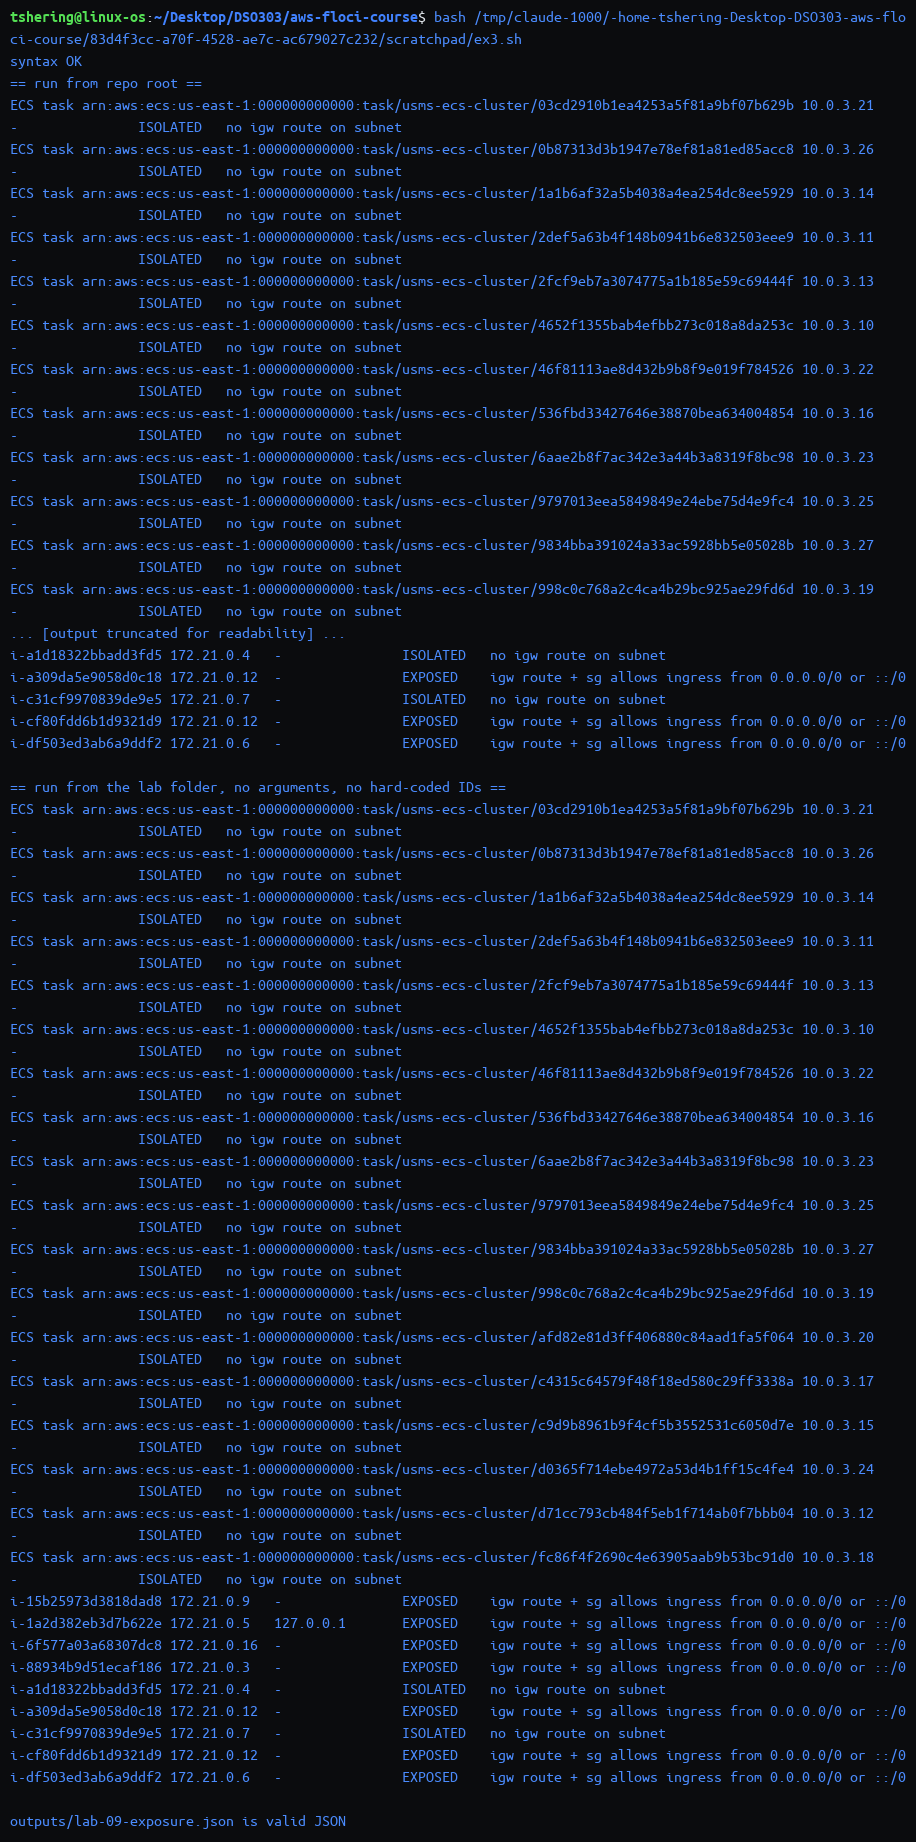 tshering@linux-os:~/Desktop/DSO303/aws-floci-course$ bash /tmp/claude-1000/-home-tshering-Desktop-DSO303-aws-flo
ci-course/83d4f3cc-a70f-4528-ae7c-ac679027c232/scratchpad/ex3.sh
syntax OK
== run from repo root ==
ECS task arn:aws:ecs:us-east-1:000000000000:task/usms-ecs-cluster/03cd2910b1ea4253a5f81a9bf07b629b 10.0.3.21
-               ISOLATED   no igw route on subnet
ECS task arn:aws:ecs:us-east-1:000000000000:task/usms-ecs-cluster/0b87313d3b1947e78ef81a81ed85acc8 10.0.3.26
-               ISOLATED   no igw route on subnet
ECS task arn:aws:ecs:us-east-1:000000000000:task/usms-ecs-cluster/1a1b6af32a5b4038a4ea254dc8ee5929 10.0.3.14
-               ISOLATED   no igw route on subnet
ECS task arn:aws:ecs:us-east-1:000000000000:task/usms-ecs-cluster/2def5a63b4f148b0941b6e832503eee9 10.0.3.11
-               ISOLATED   no igw route on subnet
ECS task arn:aws:ecs:us-east-1:000000000000:task/usms-ecs-cluster/2fcf9eb7a3074775a1b185e59c69444f 10.0.3.13
-               ISOLATED   no igw route on subnet
ECS task arn:aws:ecs:us-east-1:000000000000:task/usms-ecs-cluster/4652f1355bab4efbb273c018a8da253c 10.0.3.10
-               ISOLATED   no igw route on subnet
ECS task arn:aws:ecs:us-east-1:000000000000:task/usms-ecs-cluster/46f81113ae8d432b9b8f9e019f784526 10.0.3.22
-               ISOLATED   no igw route on subnet
ECS task arn:aws:ecs:us-east-1:000000000000:task/usms-ecs-cluster/536fbd33427646e38870bea634004854 10.0.3.16
-               ISOLATED   no igw route on subnet
ECS task arn:aws:ecs:us-east-1:000000000000:task/usms-ecs-cluster/6aae2b8f7ac342e3a44b3a8319f8bc98 10.0.3.23
-               ISOLATED   no igw route on subnet
ECS task arn:aws:ecs:us-east-1:000000000000:task/usms-ecs-cluster/9797013eea5849849e24ebe75d4e9fc4 10.0.3.25
-               ISOLATED   no igw route on subnet
ECS task arn:aws:ecs:us-east-1:000000000000:task/usms-ecs-cluster/9834bba391024a33ac5928bb5e05028b 10.0.3.27
-               ISOLATED   no igw route on subnet
ECS task arn:aws:ecs:us-east-1:000000000000:task/usms-ecs-cluster/998c0c768a2c4ca4b29bc925ae29fd6d 10.0.3.19
-               ISOLATED   no igw route on subnet
... [output truncated for readability] ...
i-a1d18322bbadd3fd5 172.21.0.4   -               ISOLATED   no igw route on subnet
i-a309da5e9058d0c18 172.21.0.12  -               EXPOSED    igw route + sg allows ingress from 0.0.0.0/0 or ::/0
i-c31cf9970839de9e5 172.21.0.7   -               ISOLATED   no igw route on subnet
i-cf80fdd6b1d9321d9 172.21.0.12  -               EXPOSED    igw route + sg allows ingress from 0.0.0.0/0 or ::/0
i-df503ed3ab6a9ddf2 172.21.0.6   -               EXPOSED    igw route + sg allows ingress from 0.0.0.0/0 or ::/0

== run from the lab folder, no arguments, no hard-coded IDs ==
ECS task arn:aws:ecs:us-east-1:000000000000:task/usms-ecs-cluster/03cd2910b1ea4253a5f81a9bf07b629b 10.0.3.21
-               ISOLATED   no igw route on subnet
ECS task arn:aws:ecs:us-east-1:000000000000:task/usms-ecs-cluster/0b87313d3b1947e78ef81a81ed85acc8 10.0.3.26
-               ISOLATED   no igw route on subnet
ECS task arn:aws:ecs:us-east-1:000000000000:task/usms-ecs-cluster/1a1b6af32a5b4038a4ea254dc8ee5929 10.0.3.14
-               ISOLATED   no igw route on subnet
ECS task arn:aws:ecs:us-east-1:000000000000:task/usms-ecs-cluster/2def5a63b4f148b0941b6e832503eee9 10.0.3.11
-               ISOLATED   no igw route on subnet
ECS task arn:aws:ecs:us-east-1:000000000000:task/usms-ecs-cluster/2fcf9eb7a3074775a1b185e59c69444f 10.0.3.13
-               ISOLATED   no igw route on subnet
ECS task arn:aws:ecs:us-east-1:000000000000:task/usms-ecs-cluster/4652f1355bab4efbb273c018a8da253c 10.0.3.10
-               ISOLATED   no igw route on subnet
ECS task arn:aws:ecs:us-east-1:000000000000:task/usms-ecs-cluster/46f81113ae8d432b9b8f9e019f784526 10.0.3.22
-               ISOLATED   no igw route on subnet
ECS task arn:aws:ecs:us-east-1:000000000000:task/usms-ecs-cluster/536fbd33427646e38870bea634004854 10.0.3.16
-               ISOLATED   no igw route on subnet
ECS task arn:aws:ecs:us-east-1:000000000000:task/usms-ecs-cluster/6aae2b8f7ac342e3a44b3a8319f8bc98 10.0.3.23
-               ISOLATED   no igw route on subnet
ECS task arn:aws:ecs:us-east-1:000000000000:task/usms-ecs-cluster/9797013eea5849849e24ebe75d4e9fc4 10.0.3.25
-               ISOLATED   no igw route on subnet
ECS task arn:aws:ecs:us-east-1:000000000000:task/usms-ecs-cluster/9834bba391024a33ac5928bb5e05028b 10.0.3.27
-               ISOLATED   no igw route on subnet
ECS task arn:aws:ecs:us-east-1:000000000000:task/usms-ecs-cluster/998c0c768a2c4ca4b29bc925ae29fd6d 10.0.3.19
-               ISOLATED   no igw route on subnet
ECS task arn:aws:ecs:us-east-1:000000000000:task/usms-ecs-cluster/afd82e81d3ff406880c84aad1fa5f064 10.0.3.20
-               ISOLATED   no igw route on subnet
ECS task arn:aws:ecs:us-east-1:000000000000:task/usms-ecs-cluster/c4315c64579f48f18ed580c29ff3338a 10.0.3.17
-               ISOLATED   no igw route on subnet
ECS task arn:aws:ecs:us-east-1:000000000000:task/usms-ecs-cluster/c9d9b8961b9f4cf5b3552531c6050d7e 10.0.3.15
-               ISOLATED   no igw route on subnet
ECS task arn:aws:ecs:us-east-1:000000000000:task/usms-ecs-cluster/d0365f714ebe4972a53d4b1ff15c4fe4 10.0.3.24
-               ISOLATED   no igw route on subnet
ECS task arn:aws:ecs:us-east-1:000000000000:task/usms-ecs-cluster/d71cc793cb484f5eb1f714ab0f7bbb04 10.0.3.12
-               ISOLATED   no igw route on subnet
ECS task arn:aws:ecs:us-east-1:000000000000:task/usms-ecs-cluster/fc86f4f2690c4e63905aab9b53bc91d0 10.0.3.18
-               ISOLATED   no igw route on subnet
i-15b25973d3818dad8 172.21.0.9   -               EXPOSED    igw route + sg allows ingress from 0.0.0.0/0 or ::/0
i-1a2d382eb3d7b622e 172.21.0.5   127.0.0.1       EXPOSED    igw route + sg allows ingress from 0.0.0.0/0 or ::/0
i-6f577a03a68307dc8 172.21.0.16  -               EXPOSED    igw route + sg allows ingress from 0.0.0.0/0 or ::/0
i-88934b9d51ecaf186 172.21.0.3   -               EXPOSED    igw route + sg allows ingress from 0.0.0.0/0 or ::/0
i-a1d18322bbadd3fd5 172.21.0.4   -               ISOLATED   no igw route on subnet
i-a309da5e9058d0c18 172.21.0.12  -               EXPOSED    igw route + sg allows ingress from 0.0.0.0/0 or ::/0
i-c31cf9970839de9e5 172.21.0.7   -               ISOLATED   no igw route on subnet
i-cf80fdd6b1d9321d9 172.21.0.12  -               EXPOSED    igw route + sg allows ingress from 0.0.0.0/0 or ::/0
i-df503ed3ab6a9ddf2 172.21.0.6   -               EXPOSED    igw route + sg allows ingress from 0.0.0.0/0 or ::/0

outputs/lab-09-exposure.json is valid JSON